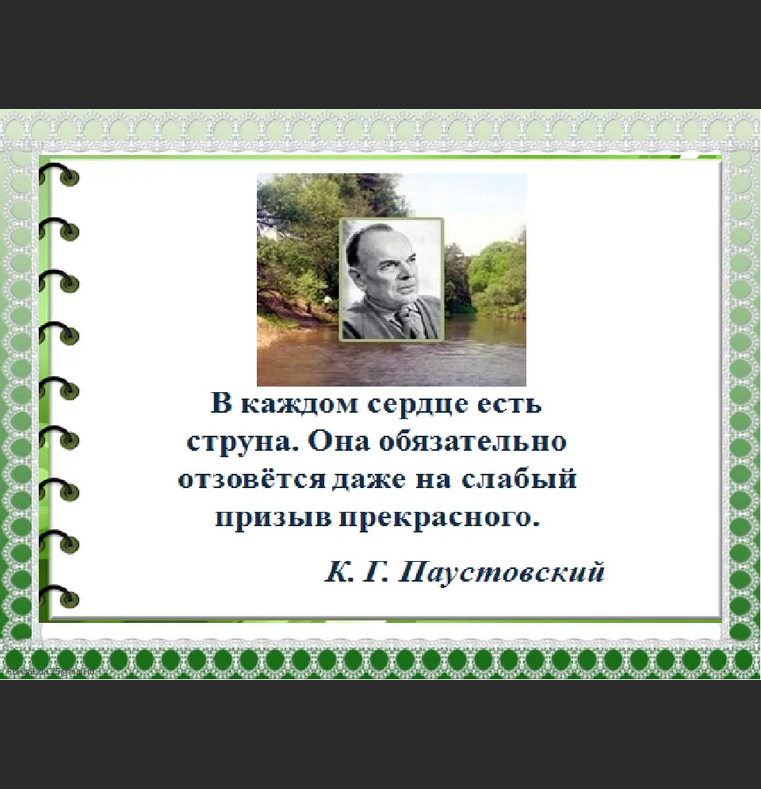 В каждом сердце есть
струна. Она обязательно
отзовётся даже на слабый
призыв прекрасного.
К. Г. Паустовский